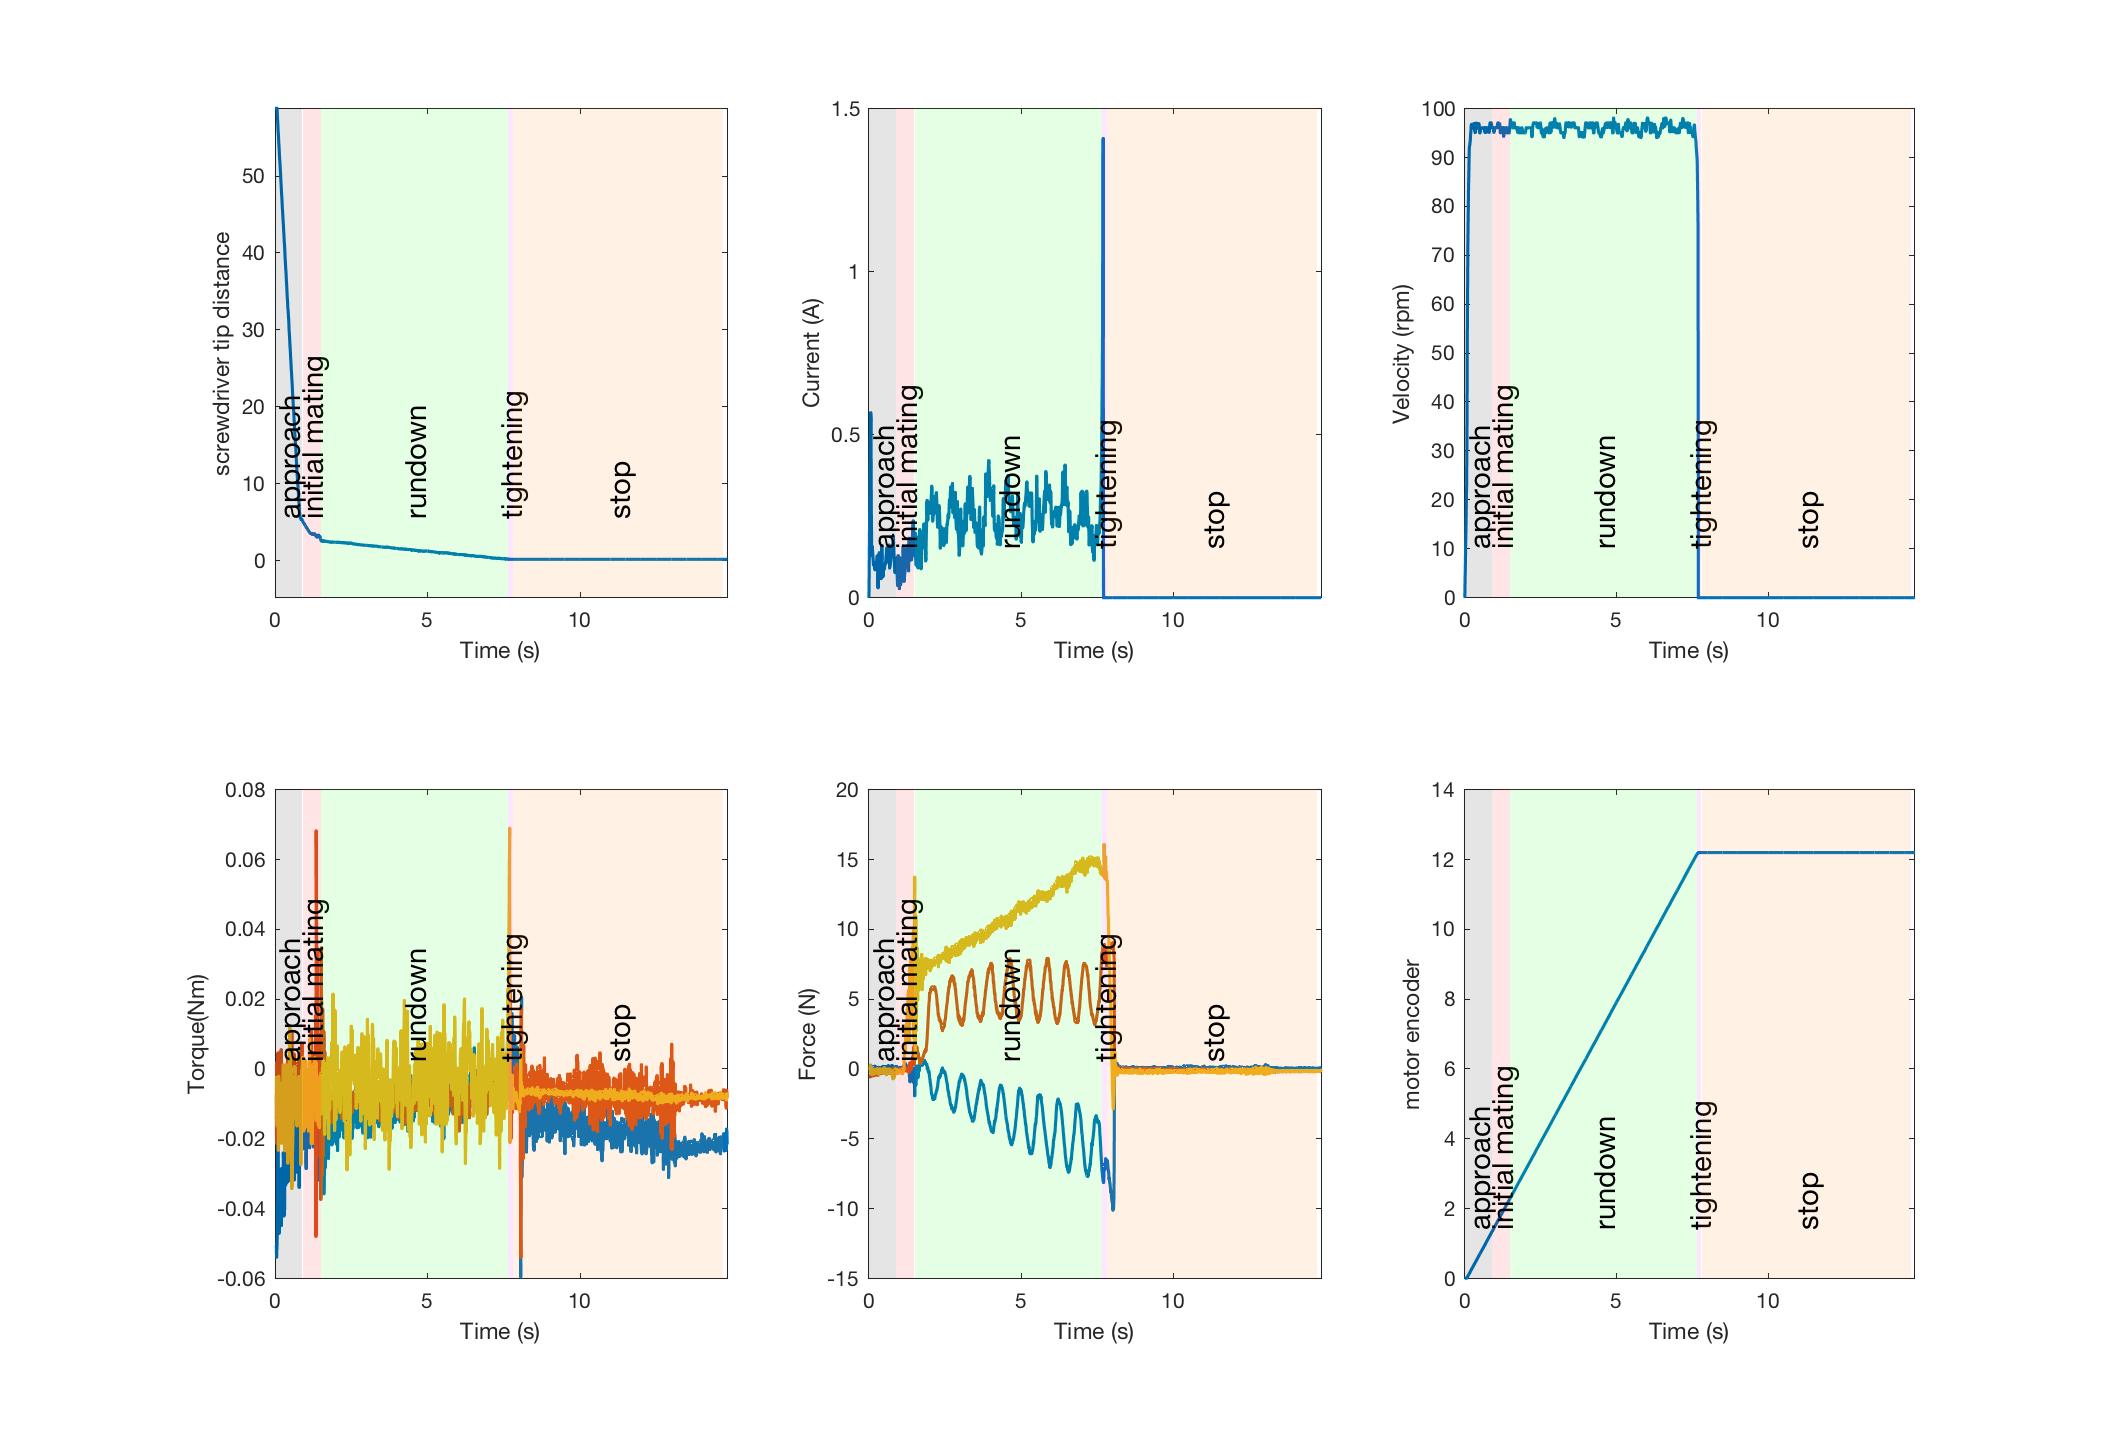 50
40
30
20
10
0
screwdriver tip distance
approach
initial mating
rundown
tightening
stop
0
5
10
Time (s)
1.5
1
0.5
0
Current (A)
approach
initial mating
rundown
tightening
stop
0
5
10
Time (s)
100
90
80
70
60
50
40
30
20
10
0
Velocity (rpm)
approach
initial mating
rundown
tightening
stop
0
5
10
Time (s)
0.08
0.06
0.04
0.02
0
-0.02
-0.04
-0.06
Torque(Nm)
approach
initial mating
rundown
tightening
stop
0
5
10
Time (s)
20
15
10
5
0
-5
-10
-15
Force (N)
approach
initial mating
rundown
tightening
stop
0
5
10
Time (s)
14
12
10
8
6
4
2
0
motor encoder
approach
initial mating
rundown
tightening
stop
0
5
10
Time (s)